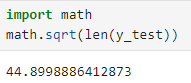 import math
math.sqrt(len(y_test))
44.8998886412873